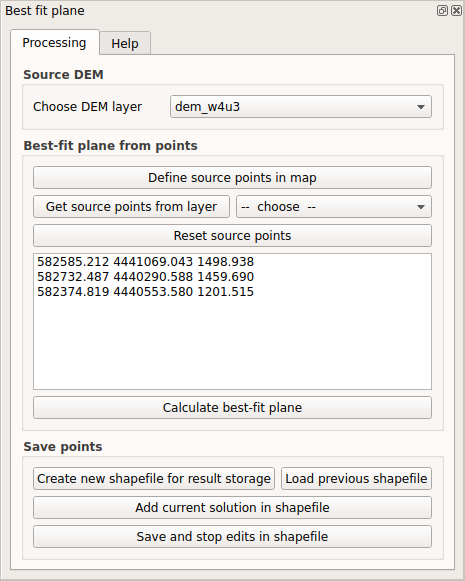 Best fit plane
Processing Help
Source DEM
Choose DEM layer dem_w4u3
Best-fit plane from points
Define source points in map
Get source points from layer -- choose --
Reset source points
582585.212 4441069.043 1498.938
582732.487 4440290.588 1459.690
582374.819 4440553.580 1201.515
Calculate best-fit plane
Save points
Create new shapefile for result storage Load previous shapefile
Add current solution in shapefile
Save and stop edits in shapefile